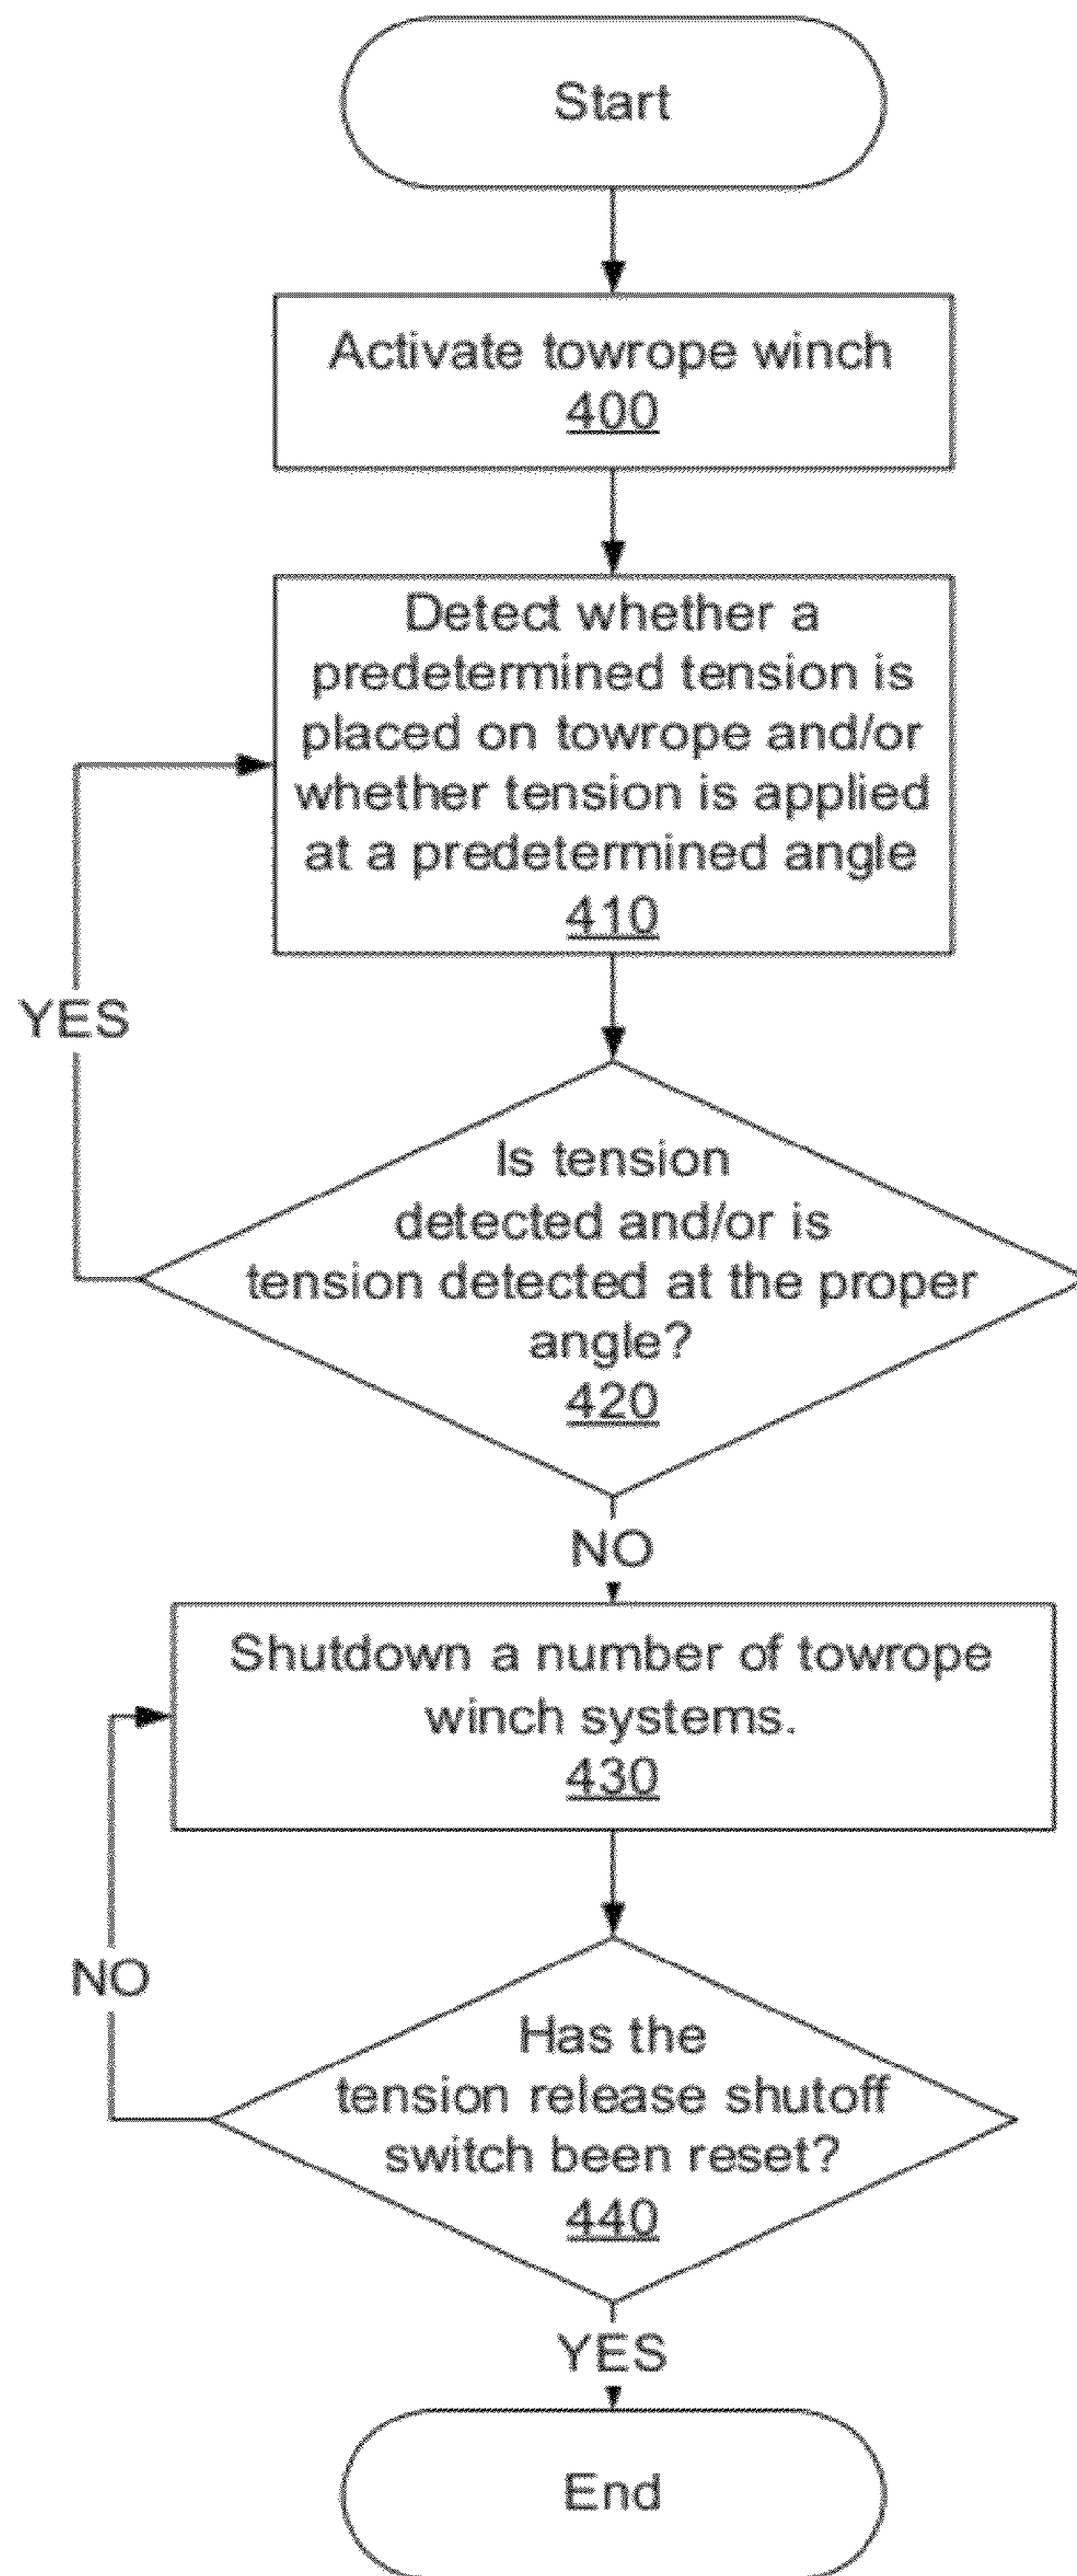 Start
Activate towrope winch
400
Detect whether a
predetermined tension is
placed on towrope and/or
whether tension is applied
at a predetermined angle
410
YES
Is tension
detected and/or is
tension detected at the proper
angle?
420
NO
Shutdown a number of towrope
winch systems.
430
NO
Has the
tension release shutoff
switch been reset?
440
YES
End